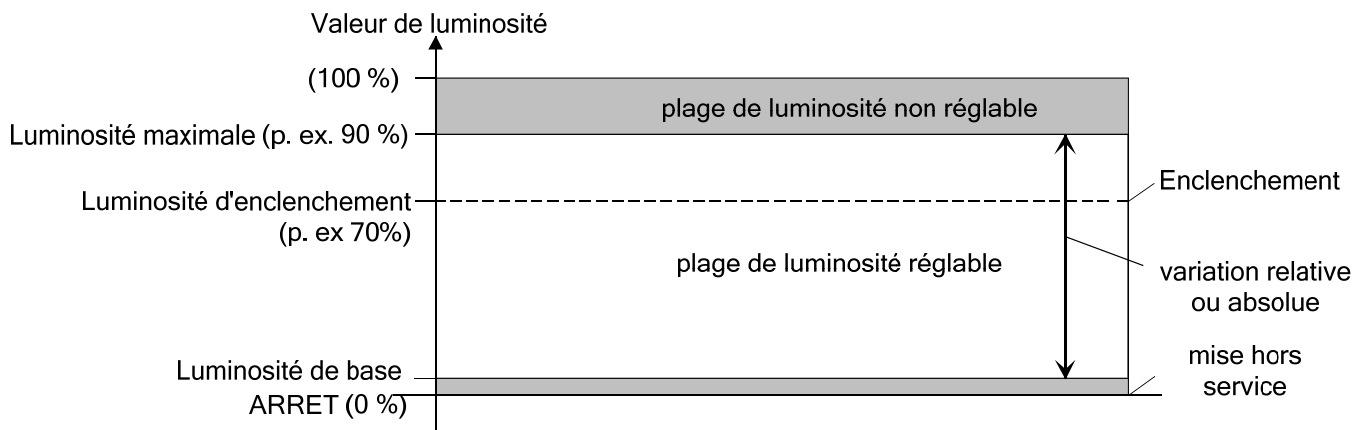 Valeur de luminosité
(100 %)
plage de luminosité non réglable
Luminosité maximale (p. ex. 90 %)
Luminosité d'enclenchement
(p. ex 70%)
Enclenchement
plage de luminosité réglable
variation relative
ou absolue
Luminosité de base
ARRET (0 %)
mise hors
service